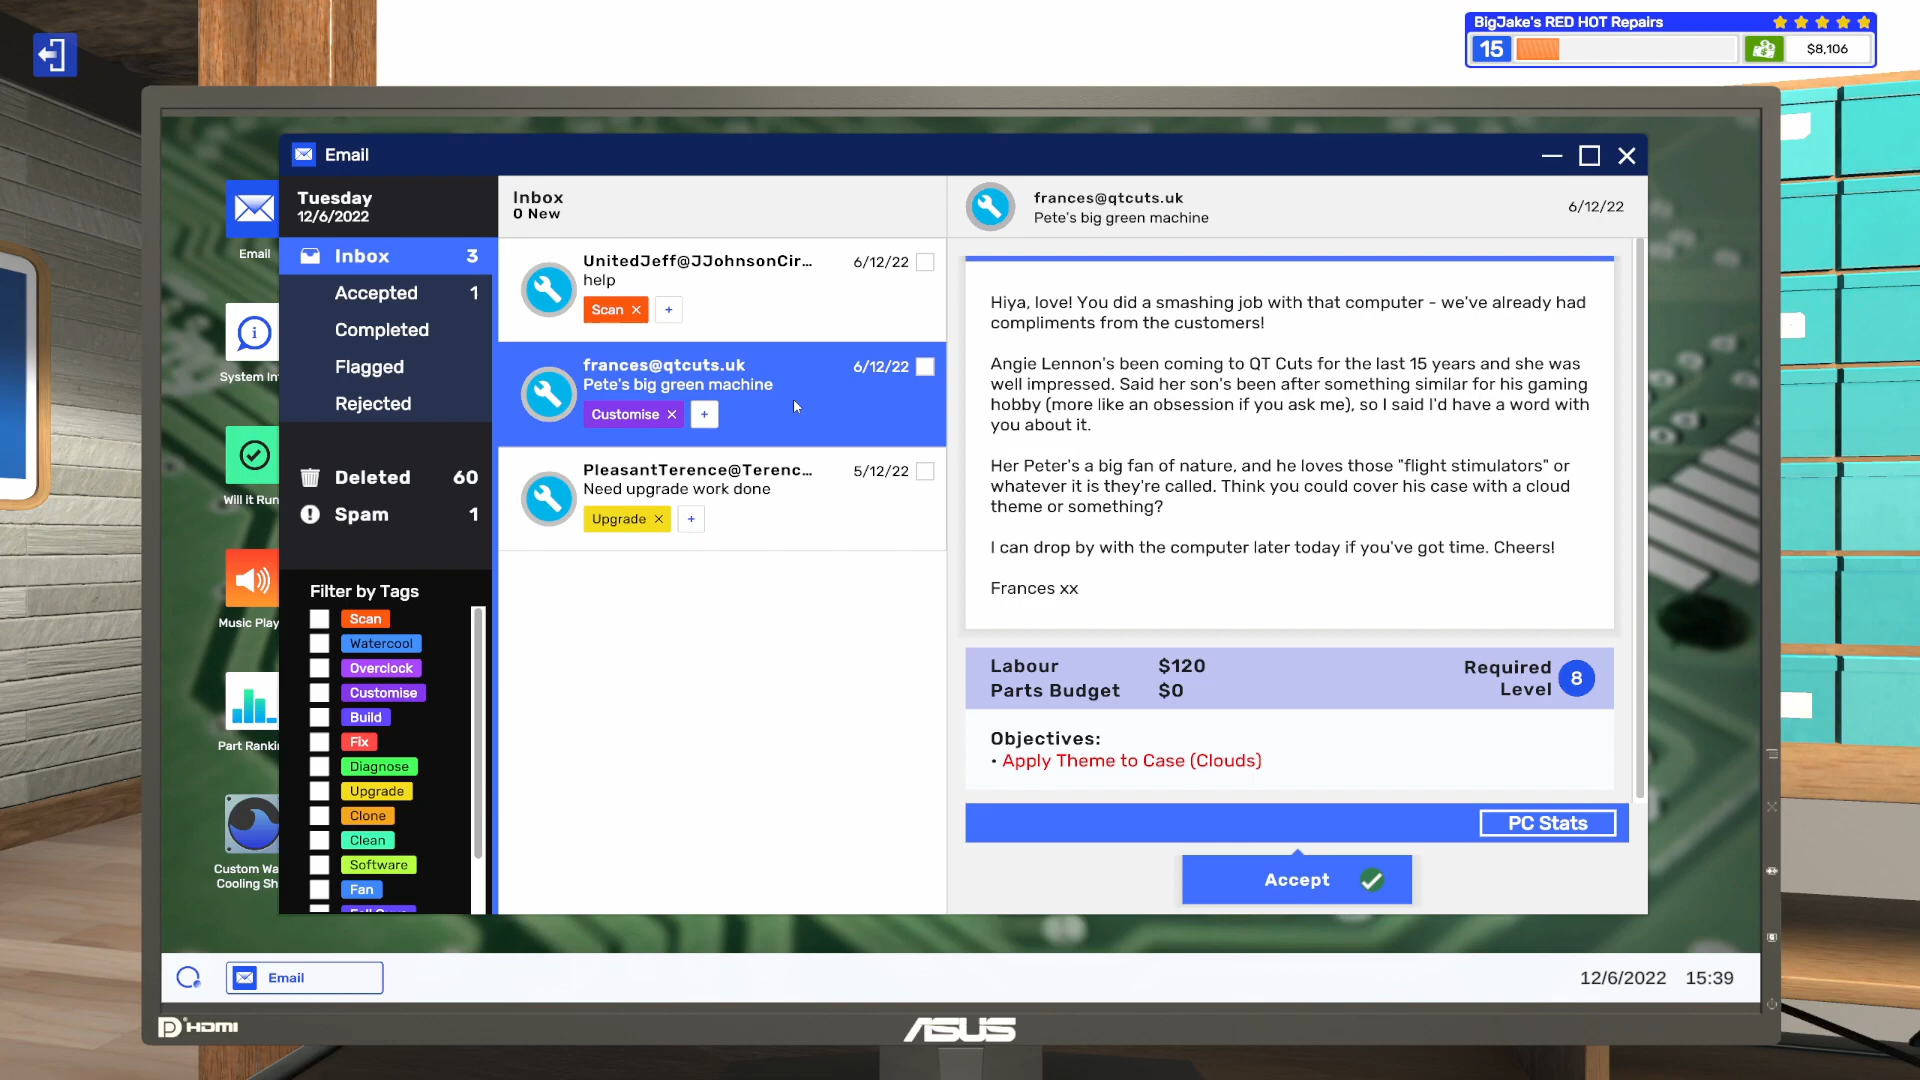 BigJake's RED HOT Repairs
15
$8,106
Email
Tuesday
12/6/2022
Inbox 3
Accepted 1
Completed
Flagged
Rejected
Deleted 60
Spam 1
Filter by Tags
Scan
Watercool
Overclock
Customise
Build
Fix
Diagnose
Upgrade
Clone
Clean
Software
Fan
Email
System In
Will it Run
Music Play
Part Ranki
Custom Wa
Cooling Sh
Inbox
0 New
UnitedJeff@JJohnsonCir... 6/12/22
help
Scan × +
frances@qtcuts.uk 6/12/22
Pete's big green machine
Customise × +
PleasantTerence@Terenc... 5/12/22
Need upgrade work done
Upgrade × +
frances@qtcuts.uk
Pete's big green machine
6/12/22
Hiya, love! You did a smashing job with that computer - we've already had
compliments from the customers!
Angie Lennon's been coming to QT Cuts for the last 15 years and she was
well impressed. Said her son's been after something similar for his gaming
hobby (more like an obsession if you ask me), so I said I'd have a word with
you about it.
Her Peter's a big fan of nature, and he loves those "flight stimulators" or
whatever it is they're called. Think you could cover his case with a cloud
theme or something?
I can drop by with the computer later today if you've got time. Cheers!
Frances xx
Labour $120
Parts Budget $0
Required
Level 8
Objectives:
• Apply Theme to Case (Clouds)
PC Stats
Accept
Email
12/6/2022 15:39
HDMI
ASUS